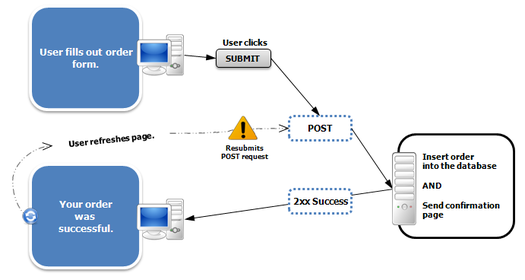 User fills out order
form.
User clicks
SUBMIT
User refreshes page.
Resubmits
POST request
POST
Insert order
into the database
AND
Send confirmation
page
2xx Success
Your order
was
successful.